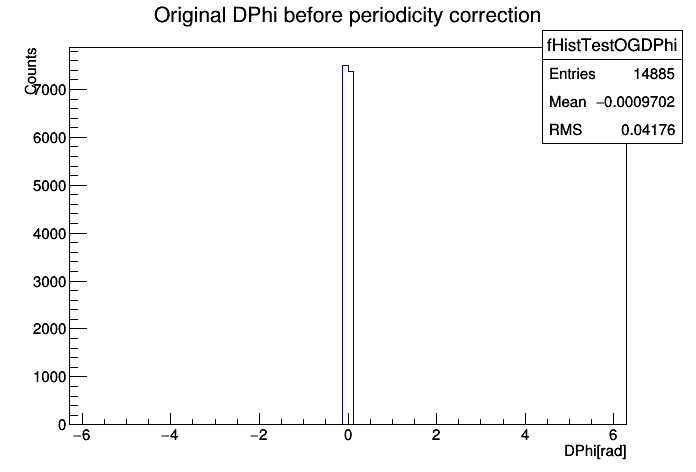 Original DPhi before periodicity correction
fHistTestOGDPhi
Entries 14885
Mean −0.0009702
RMS 0.04176
Counts
7000
6000
5000
4000
3000
2000
1000
0
−6 −4 −2 0 2 4 6
DPhi[rad]